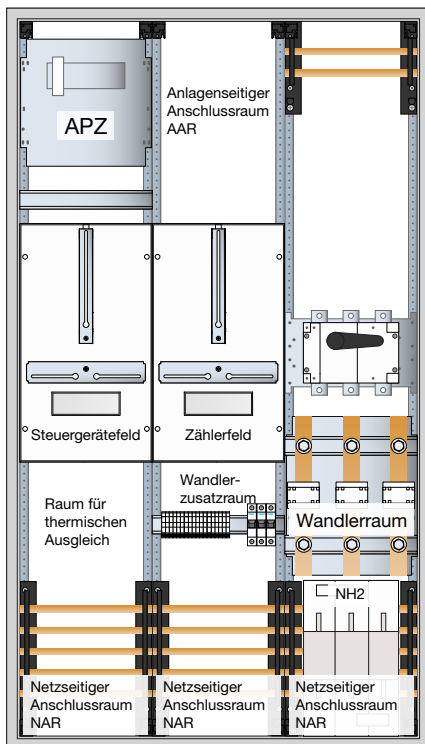 APZ
Anlagenseitiger
Anschlussraum
AAR
Steuergerätefeld
Zählerfeld
Raum für
thermischen
Ausgleich
Wandler-
zusatzraum
Wandlerraum
NH2
Netzseitiger
Anschlussraum
NAR
Netzseitiger
Anschlussraum
NAR
Netzseitiger
Anschlussraum
NAR